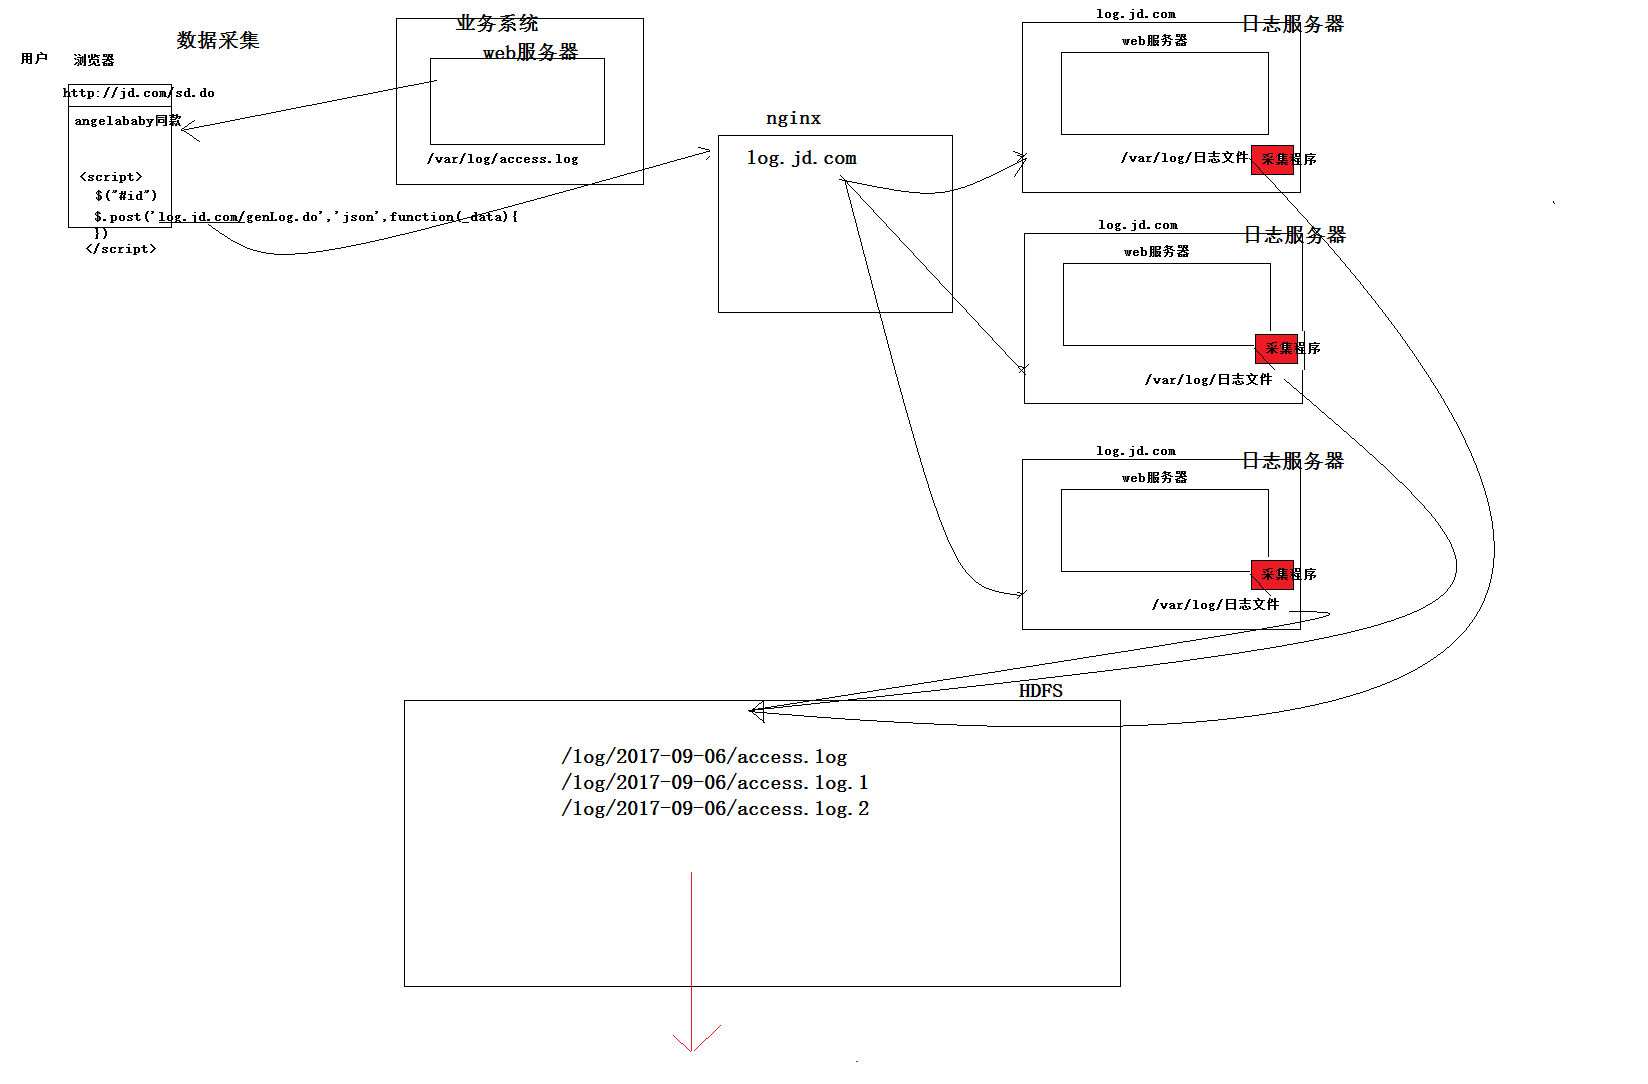 数据采集
用户
浏览器
http://jd.com/sd.do
angelababy同款
<script>
$("#id")
$.post('log.jd.com/genLog.do','json',function(_data){
})
</script>
业务系统
web服务器
/var/log/access.log
nginx
log.jd.com
log.jd.com
日志服务器
web服务器
/var/log/日志文件
采集程序
log.jd.com
日志服务器
web服务器
采集程序
/var/log/日志文件
log.jd.com
日志服务器
web服务器
采集程序
/var/log/日志文件
HDFS
/log/2017-09-06/access.log
/log/2017-09-06/access.log.1
/log/2017-09-06/access.log.2